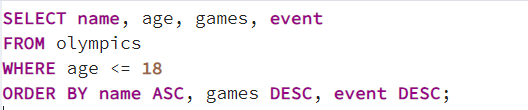 SELECT name, age, games, event
FROM olympics
WHERE age <= 18
ORDER BY name ASC, games DESC, event DESC;